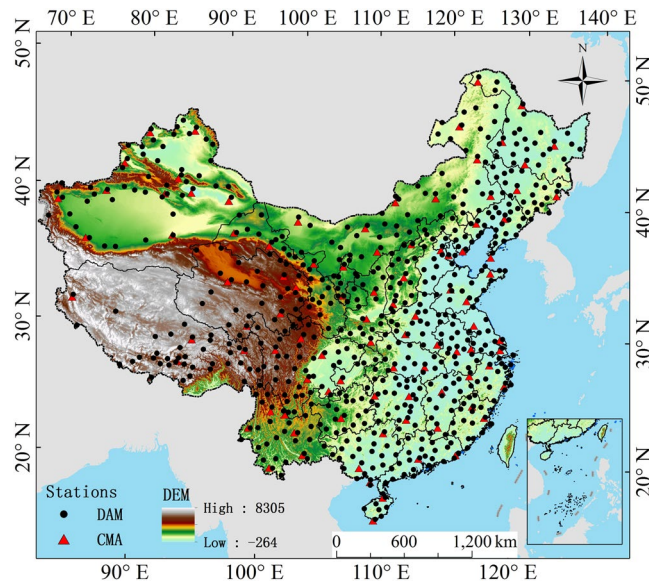 70° E 80° E 90° E 100° E 110° E 120° E 130° E 140° E
50° N
50° N
N
40° N
40° N
30° N
30° N
20° N
20° N
Stations
DAM
CMA
DEM
High : 8305
Low : -264
0 600 1,200 km
90° E 100° E 110° E 120° E